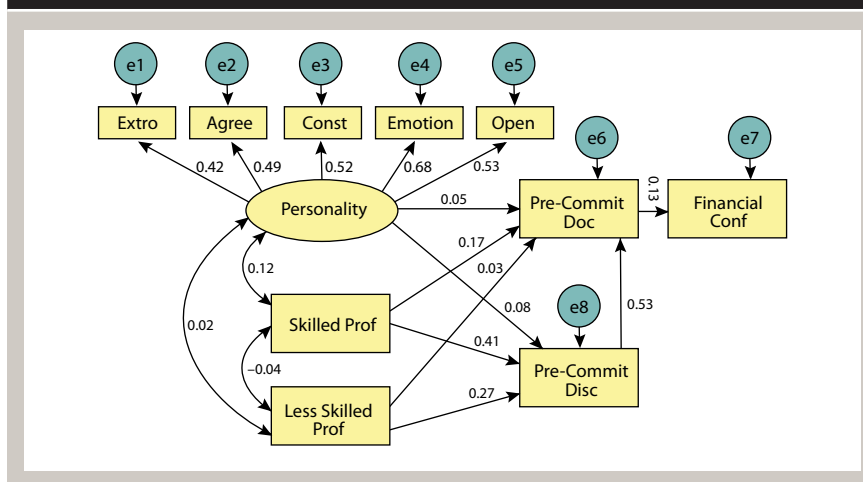 e1
e2
e3
e4
e5
Extro
Agree
Const
Emotion
Open
e6
e7
0.42
0.49
0.52
0.68
0.53
Personality
0.05
Pre-Commit
Doc
0.13
Financial
Conf
0.17
0.03
0.12
0.08
0.02
Skilled Prof
e8
0.53
0.41
–0.04
Pre-Commit
Disc
Less Skilled
Prof
0.27